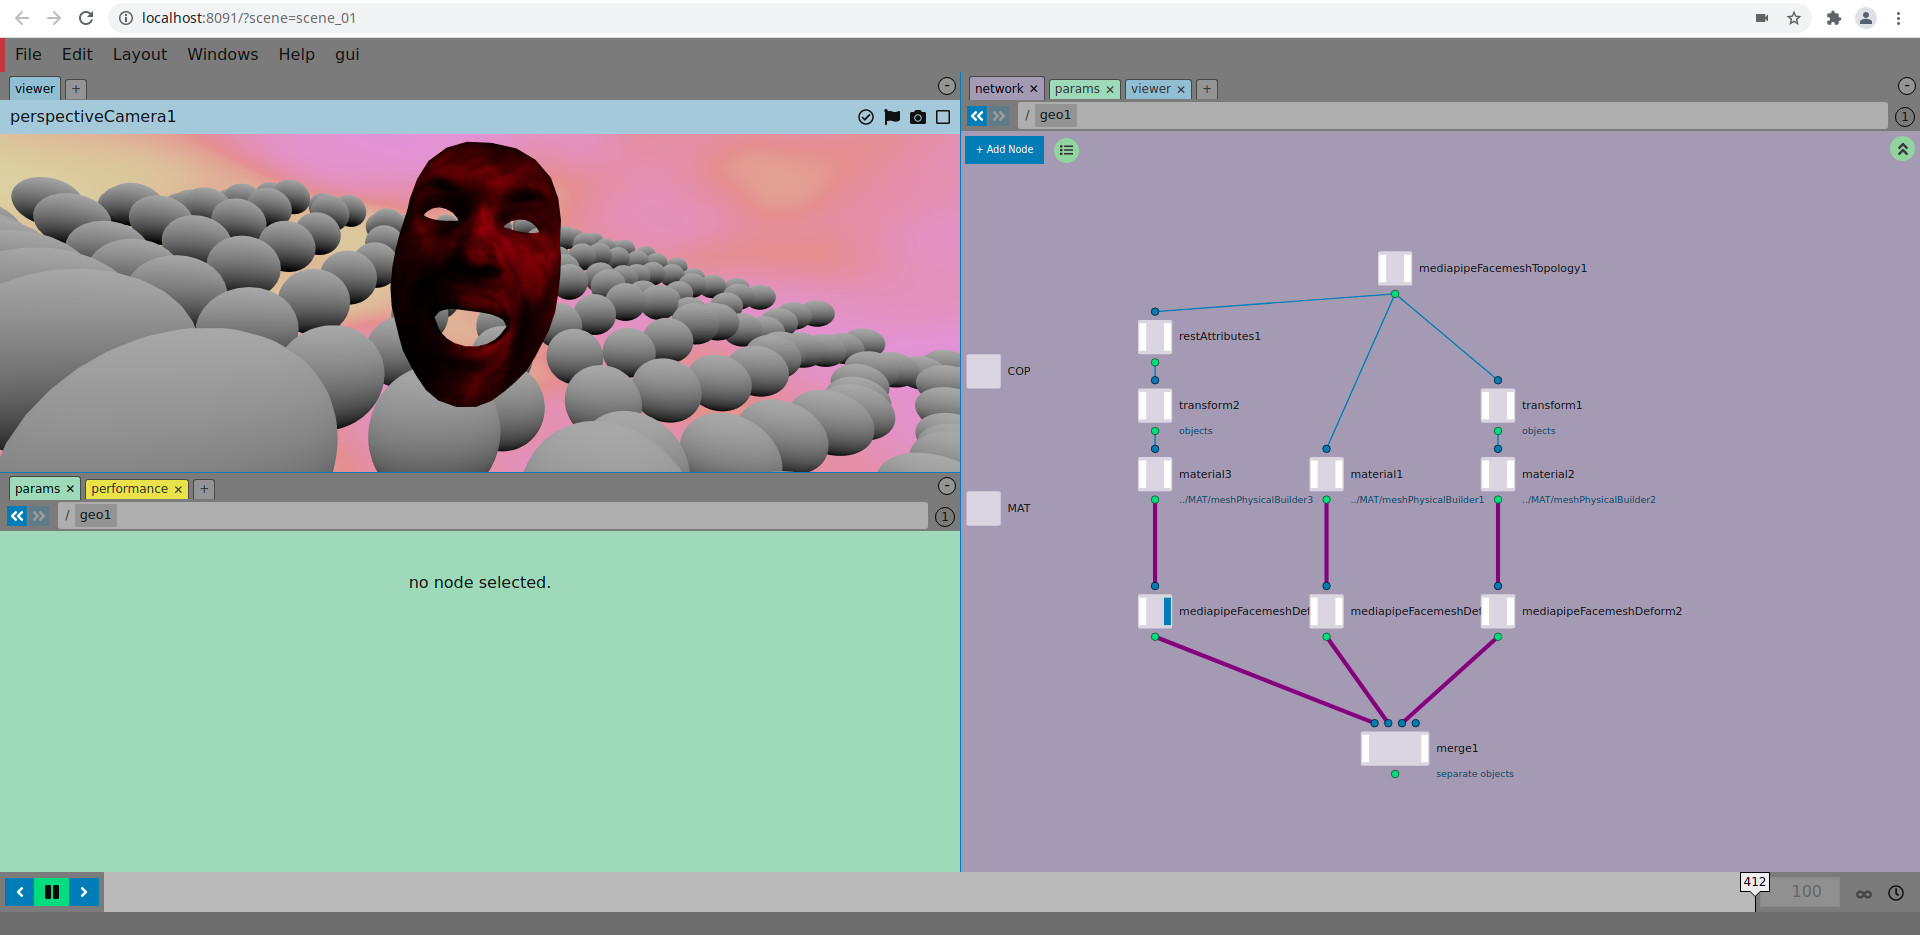 localhost:8091/?scene=scene_01
File Edit Layout Windows Help gui
viewer +
perspectiveCamera1
params × performance × +
/ geo1
1
no node selected.
network × params × viewer × +
/ geo1
1
+ Add Node
mediapipeFacemeshTopology1
restAttributes1
COP
transform2
transform1
objects
objects
material3
material1
material2
../MAT/meshPhysicalBuilder3
../MAT/meshPhysicalBuilder1
../MAT/meshPhysicalBuilder2
MAT
mediapipeFacemeshDef
mediapipeFacemeshDef
mediapipeFacemeshDeform2
merge1
separate objects
412
100